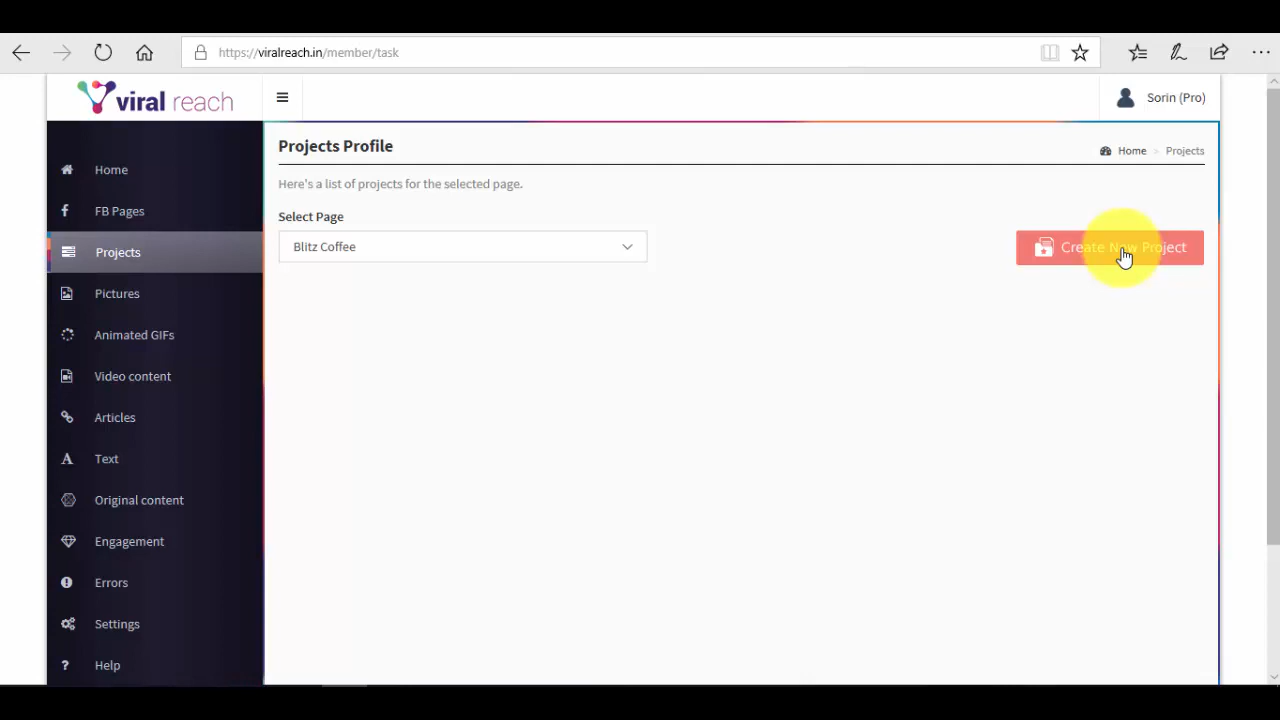 https://viralreach.in/member/task
viral reach
Sorin (Pro)
Projects Profile
Home > Projects
Here's a list of projects for the selected page.
Select Page
Blitz Coffee
Create New Project
Home
FB Pages
Projects
Pictures
Animated GIFs
Video content
Articles
Text
Original content
Engagement
Errors
Settings
Help